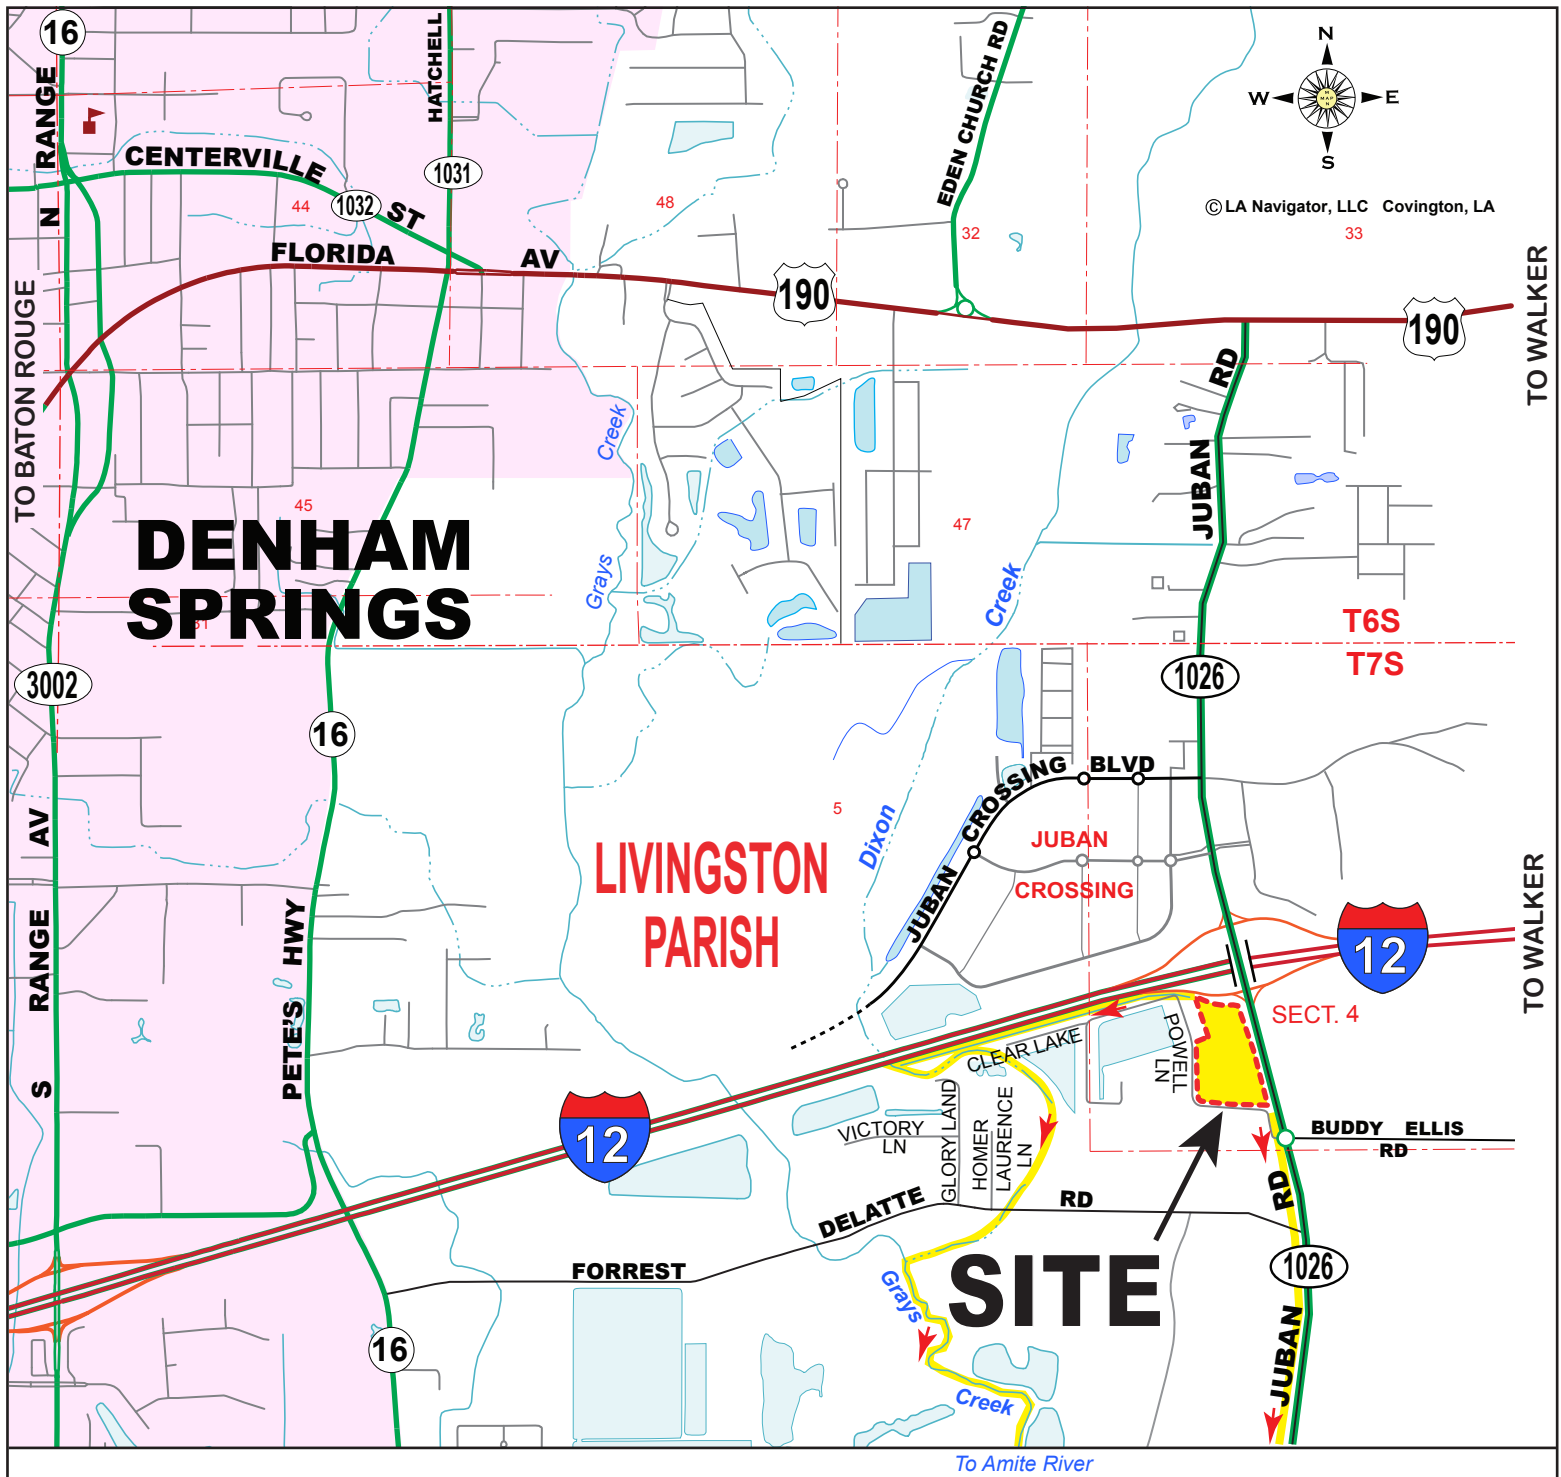 16
N RANGE
HATCHELL
EDEN CHURCH RD
N
W
E
S
MAP
CENTERVILLE ST
1032
1031
44
48
32
© LA Navigator, LLC Covington, LA
33
FLORIDA AV
190
190
TO BATON ROUGE
TO WALKER
JUBAN RD
Grays Creek
45
47
DENHAM
SPRINGS
31
Dixon Creek
T6S
T7S
3002
16
1026
JUBAN CROSSING BLVD
5
JUBAN
CROSSING
LIVINGSTON
PARISH
S RANGE AV
PETE'S HWY
12
TO WALKER
SECT. 4
CLEAR LAKE
POWELL
LN
12
VICTORY
LN
GLORY LAND
HOMER
LAURENCE
LN
BUDDY ELLIS
RD
FORREST DELATTE RD
SITE
1026
JUBAN RD
16
Grays
Creek
To Amite River